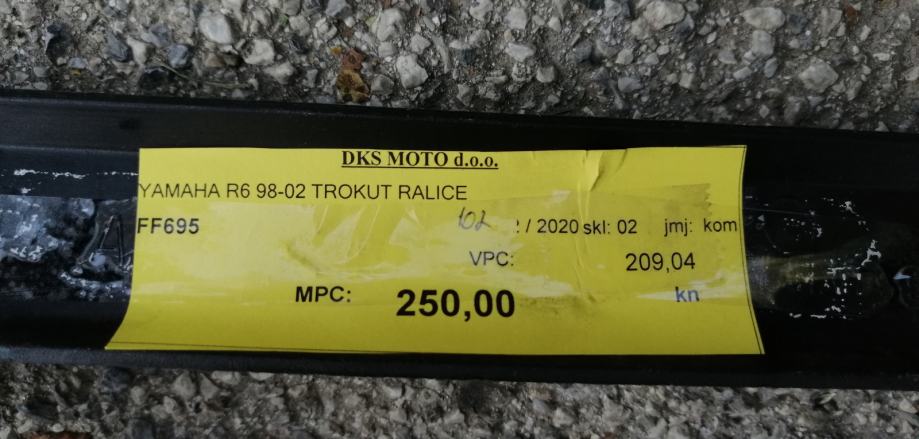 DKS MOTO d.o.o.
YAMAHA R6 98-02 TROKUT RALICE
FF695 102 / 2020 skl: 02 jmj: kom
VPC: 209,04
MPC: 250,00 kn